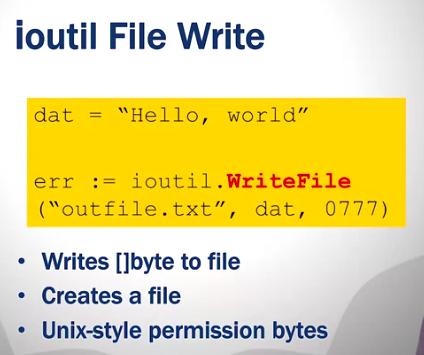 ioutil File Write
dat = “Hello, world”
err := ioutil.WriteFile
(“outfile.txt”, dat, 0777)
• Writes []byte to file
• Creates a file
• Unix-style permission bytes